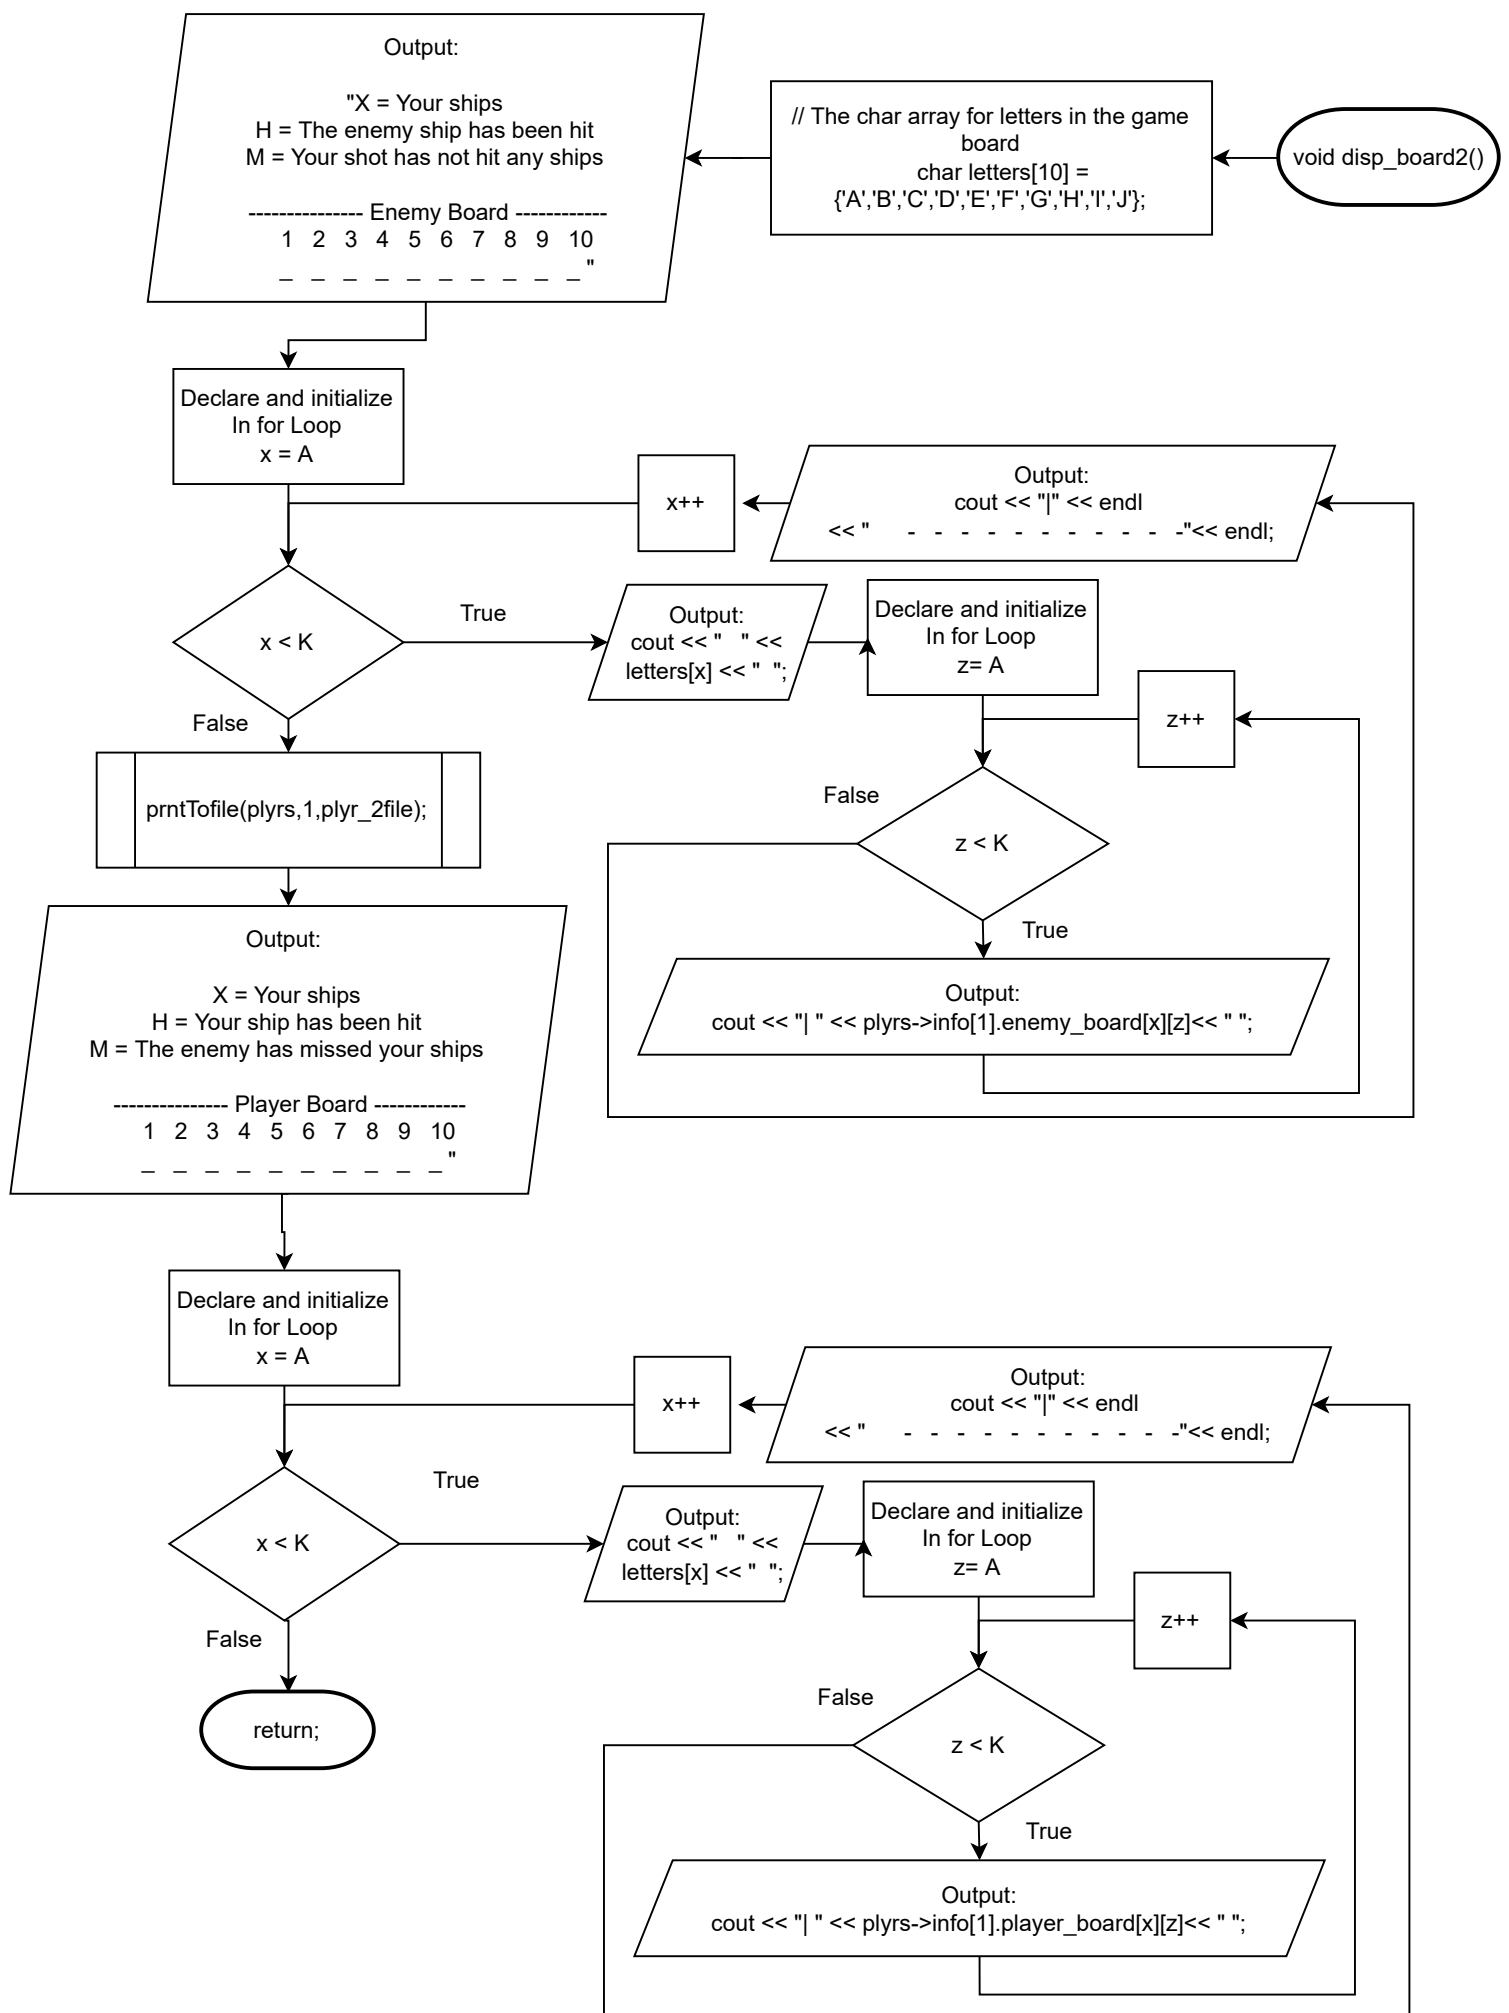 void disp_board2()
// The char array for letters in the game
board
char letters[10] =
{'A','B','C','D','E','F','G','H','I','J'};
Output:
"X = Your ships
H = The enemy ship has been hit
M = Your shot has not hit any ships
--------------- Enemy Board ------------
1 2 3 4 5 6 7 8 9 10
_ _ _ _ _ _ _ _ _ _ "
Declare and initialize
In for Loop
x = A
x++
Output:
cout << "|" << endl
<< "      -  -  -  -  -  -  -  -  -  -  -"<< endl;
x < K
True
False
Output:
cout << "   " <<
letters[x] << "  ";
Declare and initialize
In for Loop
z= A
z++
z < K
False
True
Output:
cout << "| " << plyrs->info[1].enemy_board[x][z]<< " ";
prntTofile(plyrs,1,plyr_2file);
Output:
X = Your ships
H = Your ship has been hit
M = The enemy has missed your ships
--------------- Player Board ------------
1 2 3 4 5 6 7 8 9 10
_ _ _ _ _ _ _ _ _ _ "
Declare and initialize
In for Loop
x = A
x++
Output:
cout << "|" << endl
<< "      -  -  -  -  -  -  -  -  -  -  -"<< endl;
x < K
True
False
Output:
cout << "   " <<
letters[x] << "  ";
Declare and initialize
In for Loop
z= A
z++
z < K
False
True
Output:
cout << "| " << plyrs->info[1].player_board[x][z]<< " ";
return;